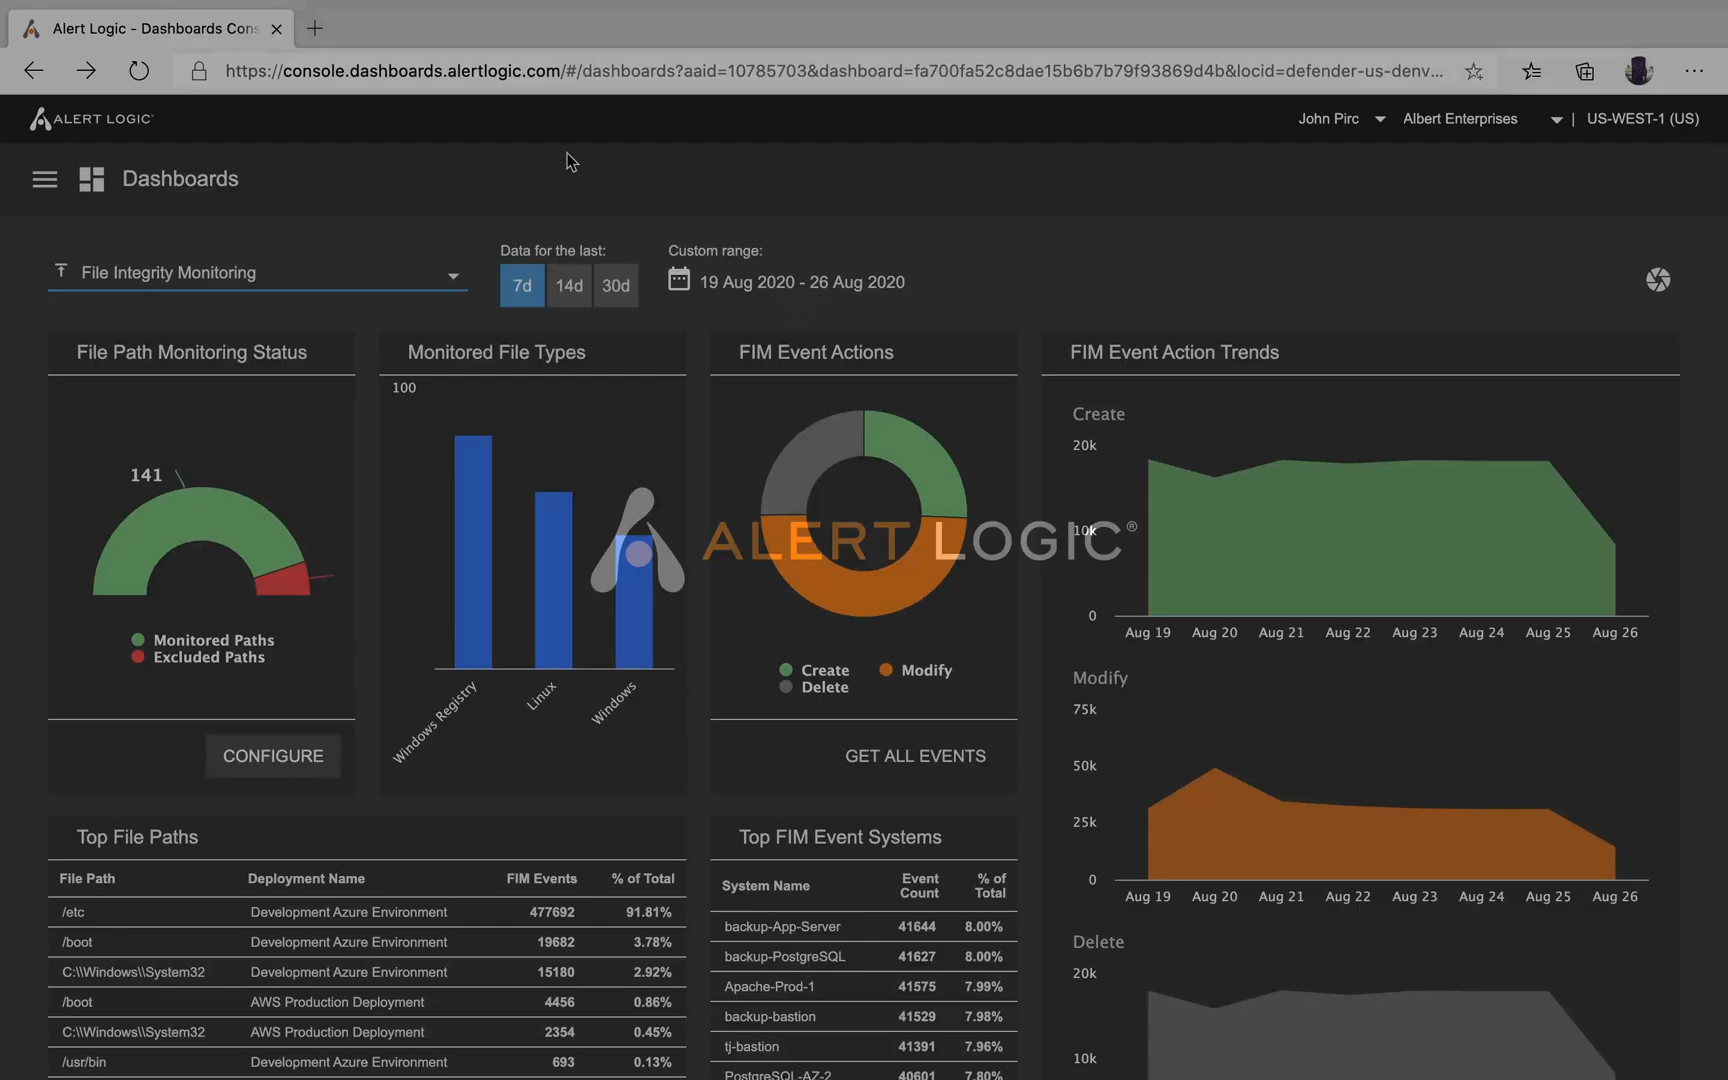 Alert Logic - Dashboards Cons
https://console.dashboards.alertlogic.com/#/dashboards?aaid=10785703&dashboard=fa700fa52c8dae15b6b7b79f93869d4b&locid=defender-us-denv...
ALERT LOGIC
John Pirc
Albert Enterprises
| US-WEST-1 (US)
Dashboards
File Integrity Monitoring
Data for the last:
7d 14d 30d
Custom range:
19 Aug 2020 - 26 Aug 2020
File Path Monitoring Status
141
Monitored Paths
Excluded Paths
CONFIGURE
Monitored File Types
100
Windows Registry
Linux
Windows
FIM Event Actions
Create
Modify
Delete
GET ALL EVENTS
ALERT LOGIC®
FIM Event Action Trends
Create
20k
10k
0
Aug 19 Aug 20 Aug 21 Aug 22 Aug 23 Aug 24 Aug 25 Aug 26
Modify
75k
50k
25k
0
Aug 19 Aug 20 Aug 21 Aug 22 Aug 23 Aug 24 Aug 25 Aug 26
Delete
20k
10k
Top File Paths
File Path Deployment Name FIM Events % of Total
/etc Development Azure Environment 477692 91.81%
/boot Development Azure Environment 19682 3.78%
C:\\Windows\\System32 Development Azure Environment 15180 2.92%
/boot AWS Production Deployment 4456 0.86%
C:\\Windows\\System32 AWS Production Deployment 2354 0.45%
/usr/bin Development Azure Environment 693 0.13%
Top FIM Event Systems
System Name Event Count % of Total
backup-App-Server 41644 8.00%
backup-PostgreSQL 41627 8.00%
Apache-Prod-1 41575 7.99%
backup-bastion 41529 7.98%
tj-bastion 41391 7.96%
PostgreSQL-AZ-2 40601 7.80%